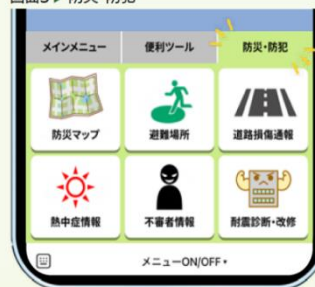 メインメニュー 便利ツール 防災・防犯
防災マップ 避難場所 道路損傷通報
熱中症情報 不審者情報 耐震診断・改修
メニューON/OFF▾